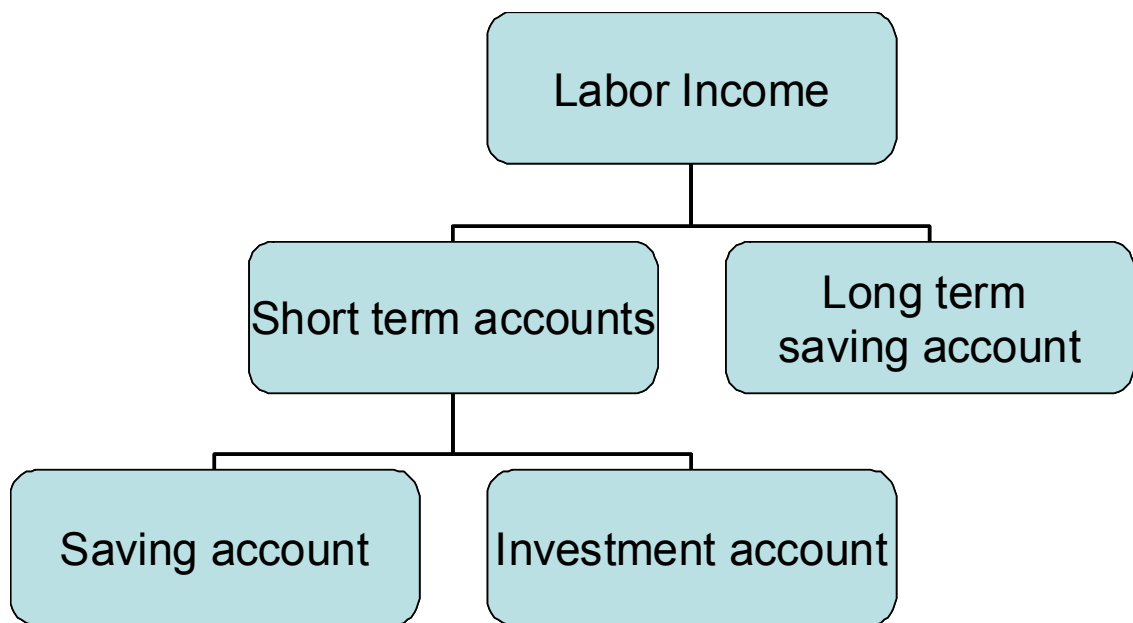 Labor Income
Short term accounts
Long term
saving account
Saving account
Investment account